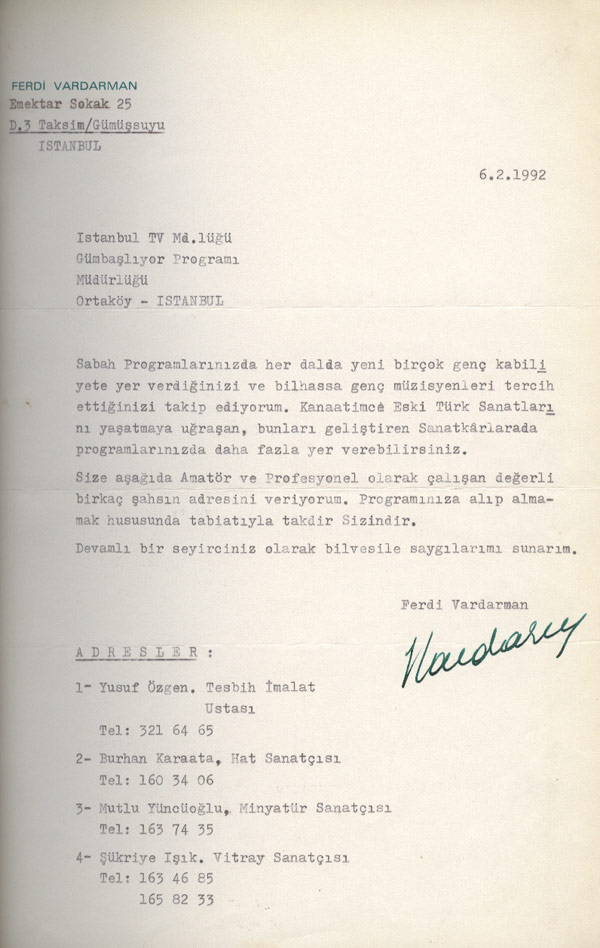 FERDİ VARDARMAN
Emektar Sokak 25
D.3 Taksim/Gümüşsuyu
ISTANBUL
6.2.1992
Istanbul TV Md.lüğü
Gümbaşlıyor Programı
Müdürlüğü
Ortaköy - ISTANBUL
Sabah Programlarınızda her dalda yeni birçok genç kabili
yete yer verdiğinizi ve bilhassa genç müzisyenleri tercih
ettiğinizi takip ediyorum. Kanaatimce Eski Türk Sanatları
nı yaşatmaya uğraşan, bunları geliştiren Sanatkârlarada
programlarınızda daha fazla yer verebilirsiniz.
Size aşağıda Amatör ve Profesyonel olarak çalışan değerli
birkaç şahsın adresini veriyorum. Programınıza alıp alma-
mak hususunda tabiatıyla takdir Sizindir.
Devamlı bir seyirciniz olarak bilvesile saygılarımı sunarım.
Ferdi Vardarman
A D R E S L E R :
1- Yusuf Özgen. Tesbih İmalat
Ustası
Tel: 321 64 65
2- Burhan Karaata, Hat Sanatçısı
Tel: 160 34 06
3- Mutlu Yüncüoğlu, Minyatür Sanatçısı
Tel: 163 74 35
4- Şükriye Işık. Vitray Sanatçısı
Tel: 163 46 85
165 82 33